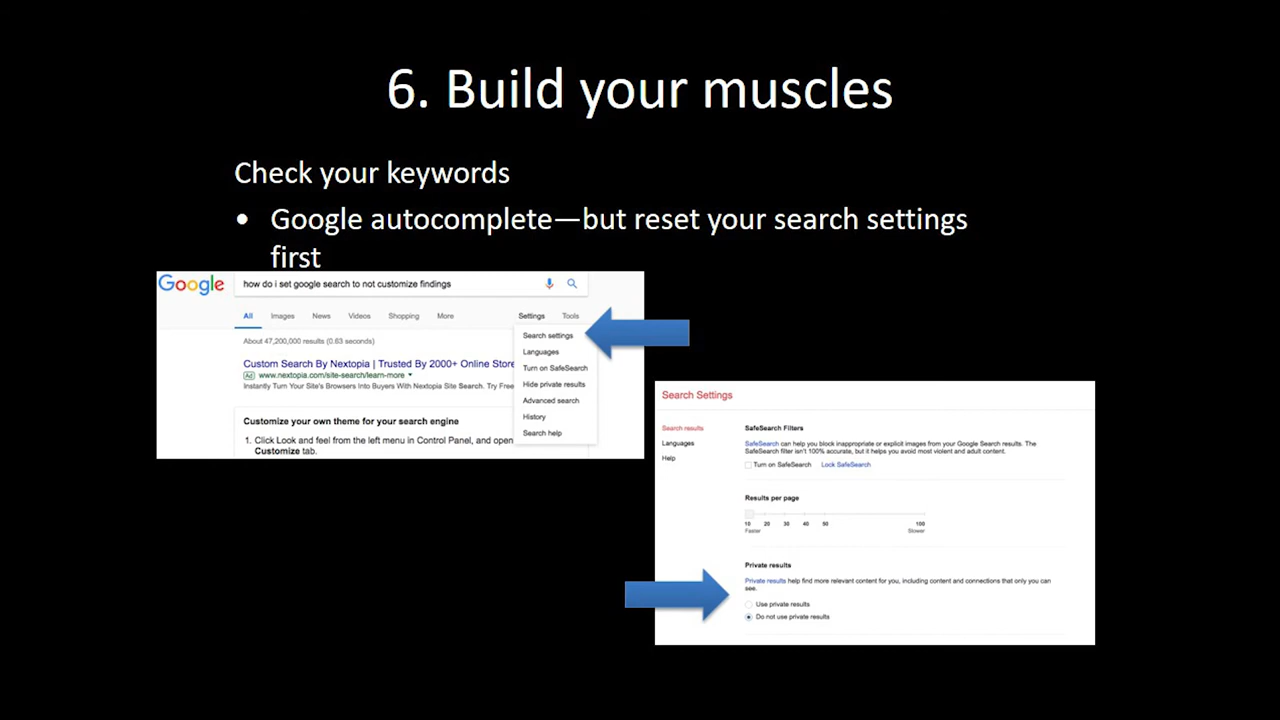 6. Build your muscles
Check your keywords
• Google autocomplete—but reset your search settings
first
Google
how do i set google search to not customize findings
All Images News Videos Shopping More Settings Tools
About 47,200,000 results (0.63 seconds)
Custom Search By Nextopia | Trusted By 2000+ Online Store
Ad www.nextopia.com/site-search/learn-more
Instantly Turn Your Site's Browsers Into Buyers With Nextopia Site Search. Try Free
Customize your own theme for your search engine
1. Click Look and feel from the left menu in Control Panel, and open
Customize tab.
Search settings
Languages
Turn on SafeSearch
Hide private results
Advanced search
History
Search help
Search Settings
Search results
Languages
Help
SafeSearch Filters
SafeSearch can help you block inappropriate or explicit images from your Google Search results. The
SafeSearch filter isn't 100% accurate, but it helps you avoid most violent and adult content.
Turn on SafeSearch Lock SafeSearch
Results per page
10 20 30 40 50 100
Faster Slower
Private results
Private results help find more relevant content for you, including content and connections that only you can
see.
Use private results
Do not use private results